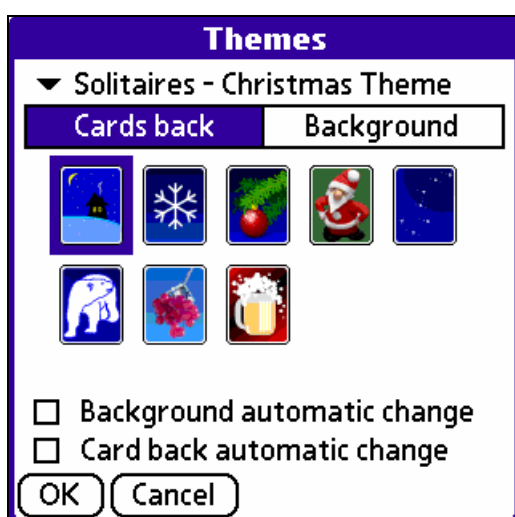 Themes
Solitaires - Christmas Theme
Cards back Background
Background automatic change
Card back automatic change
OK Cancel